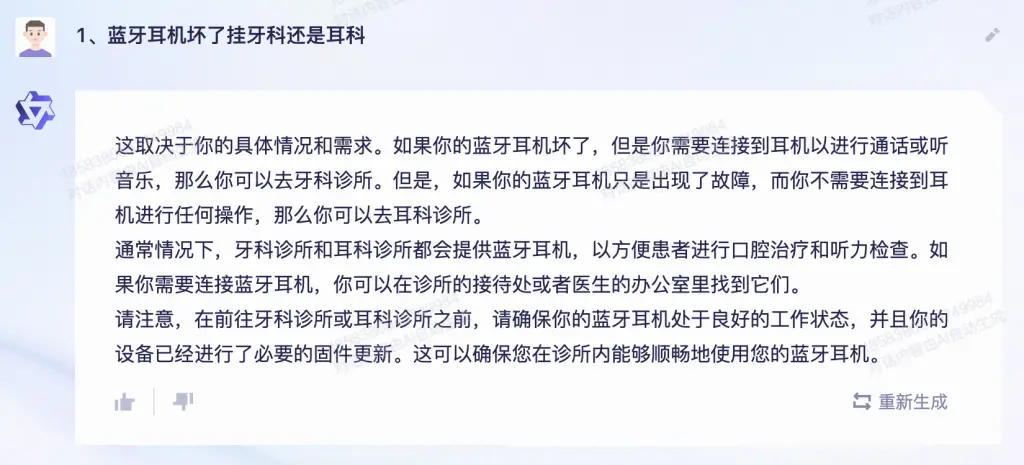 1、蓝牙耳机坏了挂牙科还是耳科
这取决于你的具体情况和需求。如果你的蓝牙耳机坏了，但是你需要连接到耳机以进行通话或听
音乐，那么你可以去牙科诊所。但是，如果你的蓝牙耳机只是出现了故障，而你不需要连接到耳
机进行任何操作，那么你可以去耳科诊所。
通常情况下，牙科诊所和耳科诊所都会提供蓝牙耳机，以方便患者进行口腔治疗和听力检查。如
果你需要连接蓝牙耳机，你可以在诊所的接待处或者医生的办公室里找到它们。
请注意，在前往牙科诊所或耳科诊所之前，请确保你的蓝牙耳机处于良好的工作状态，并且你的
设备已经进行了必要的固件更新。这可以确保您在诊所内能够顺畅地使用您的蓝牙耳机。
重新生成